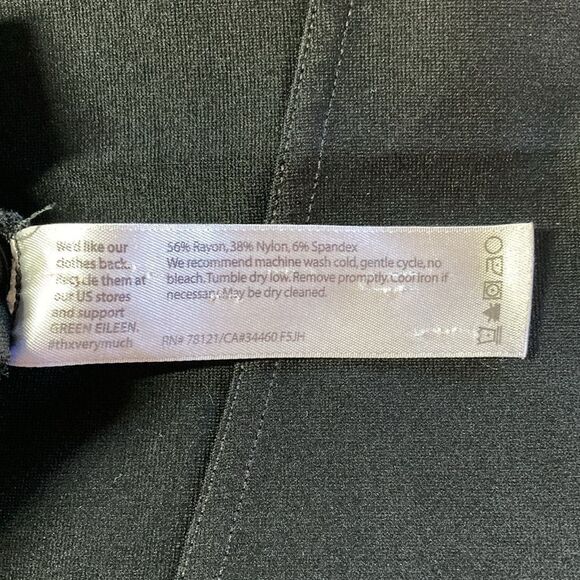 We'd like our
clothes back.
Recycle them at
our US stores
and support
GREEN EILEEN.
#thxverymuch
56% Rayon, 38% Nylon, 6% Spandex
We recommend machine wash cold, gentle cycle, no
bleach. Tumble dry low. Remove promptly. Cool iron if
necessary. May be dry cleaned.
RN# 78121/CA#34460 F5JH